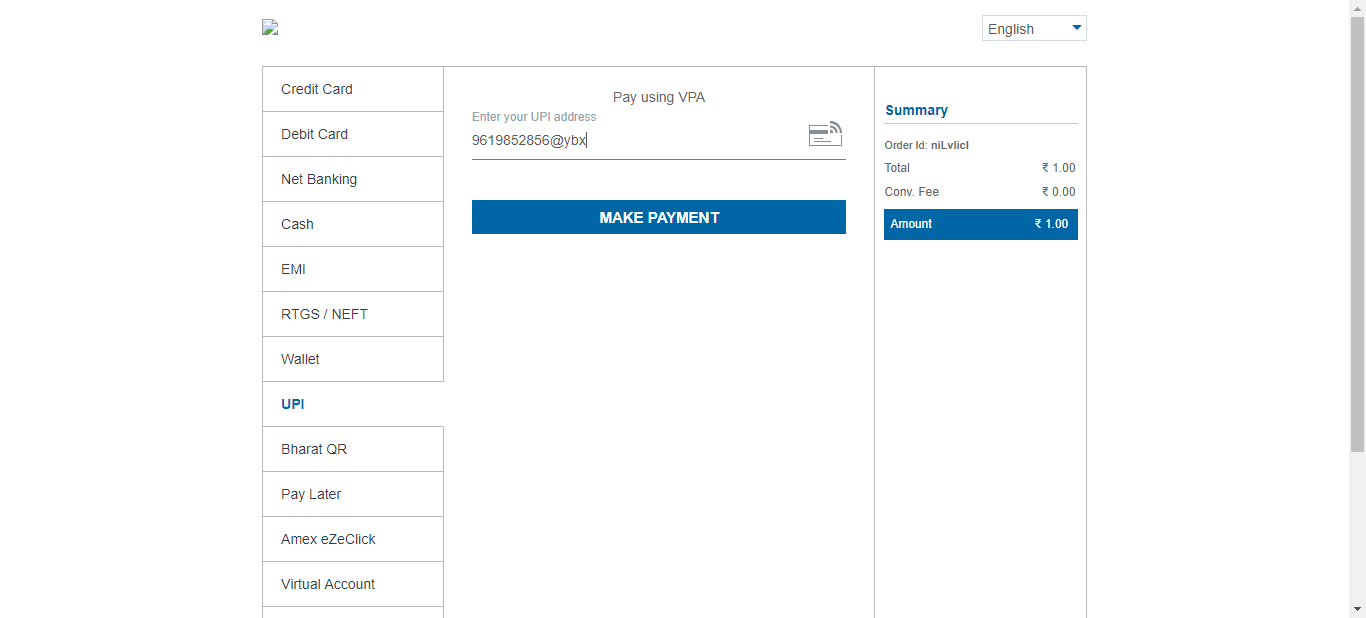 English
Credit Card
Debit Card
Net Banking
Cash
EMI
RTGS / NEFT
Wallet
UPI
Bharat QR
Pay Later
Amex eZeClick
Virtual Account
Pay using VPA
Enter your UPI address
9619852856@ybx
MAKE PAYMENT
Summary
Order Id: niLvlicI
Total ₹ 1.00
Conv. Fee ₹ 0.00
Amount ₹ 1.00